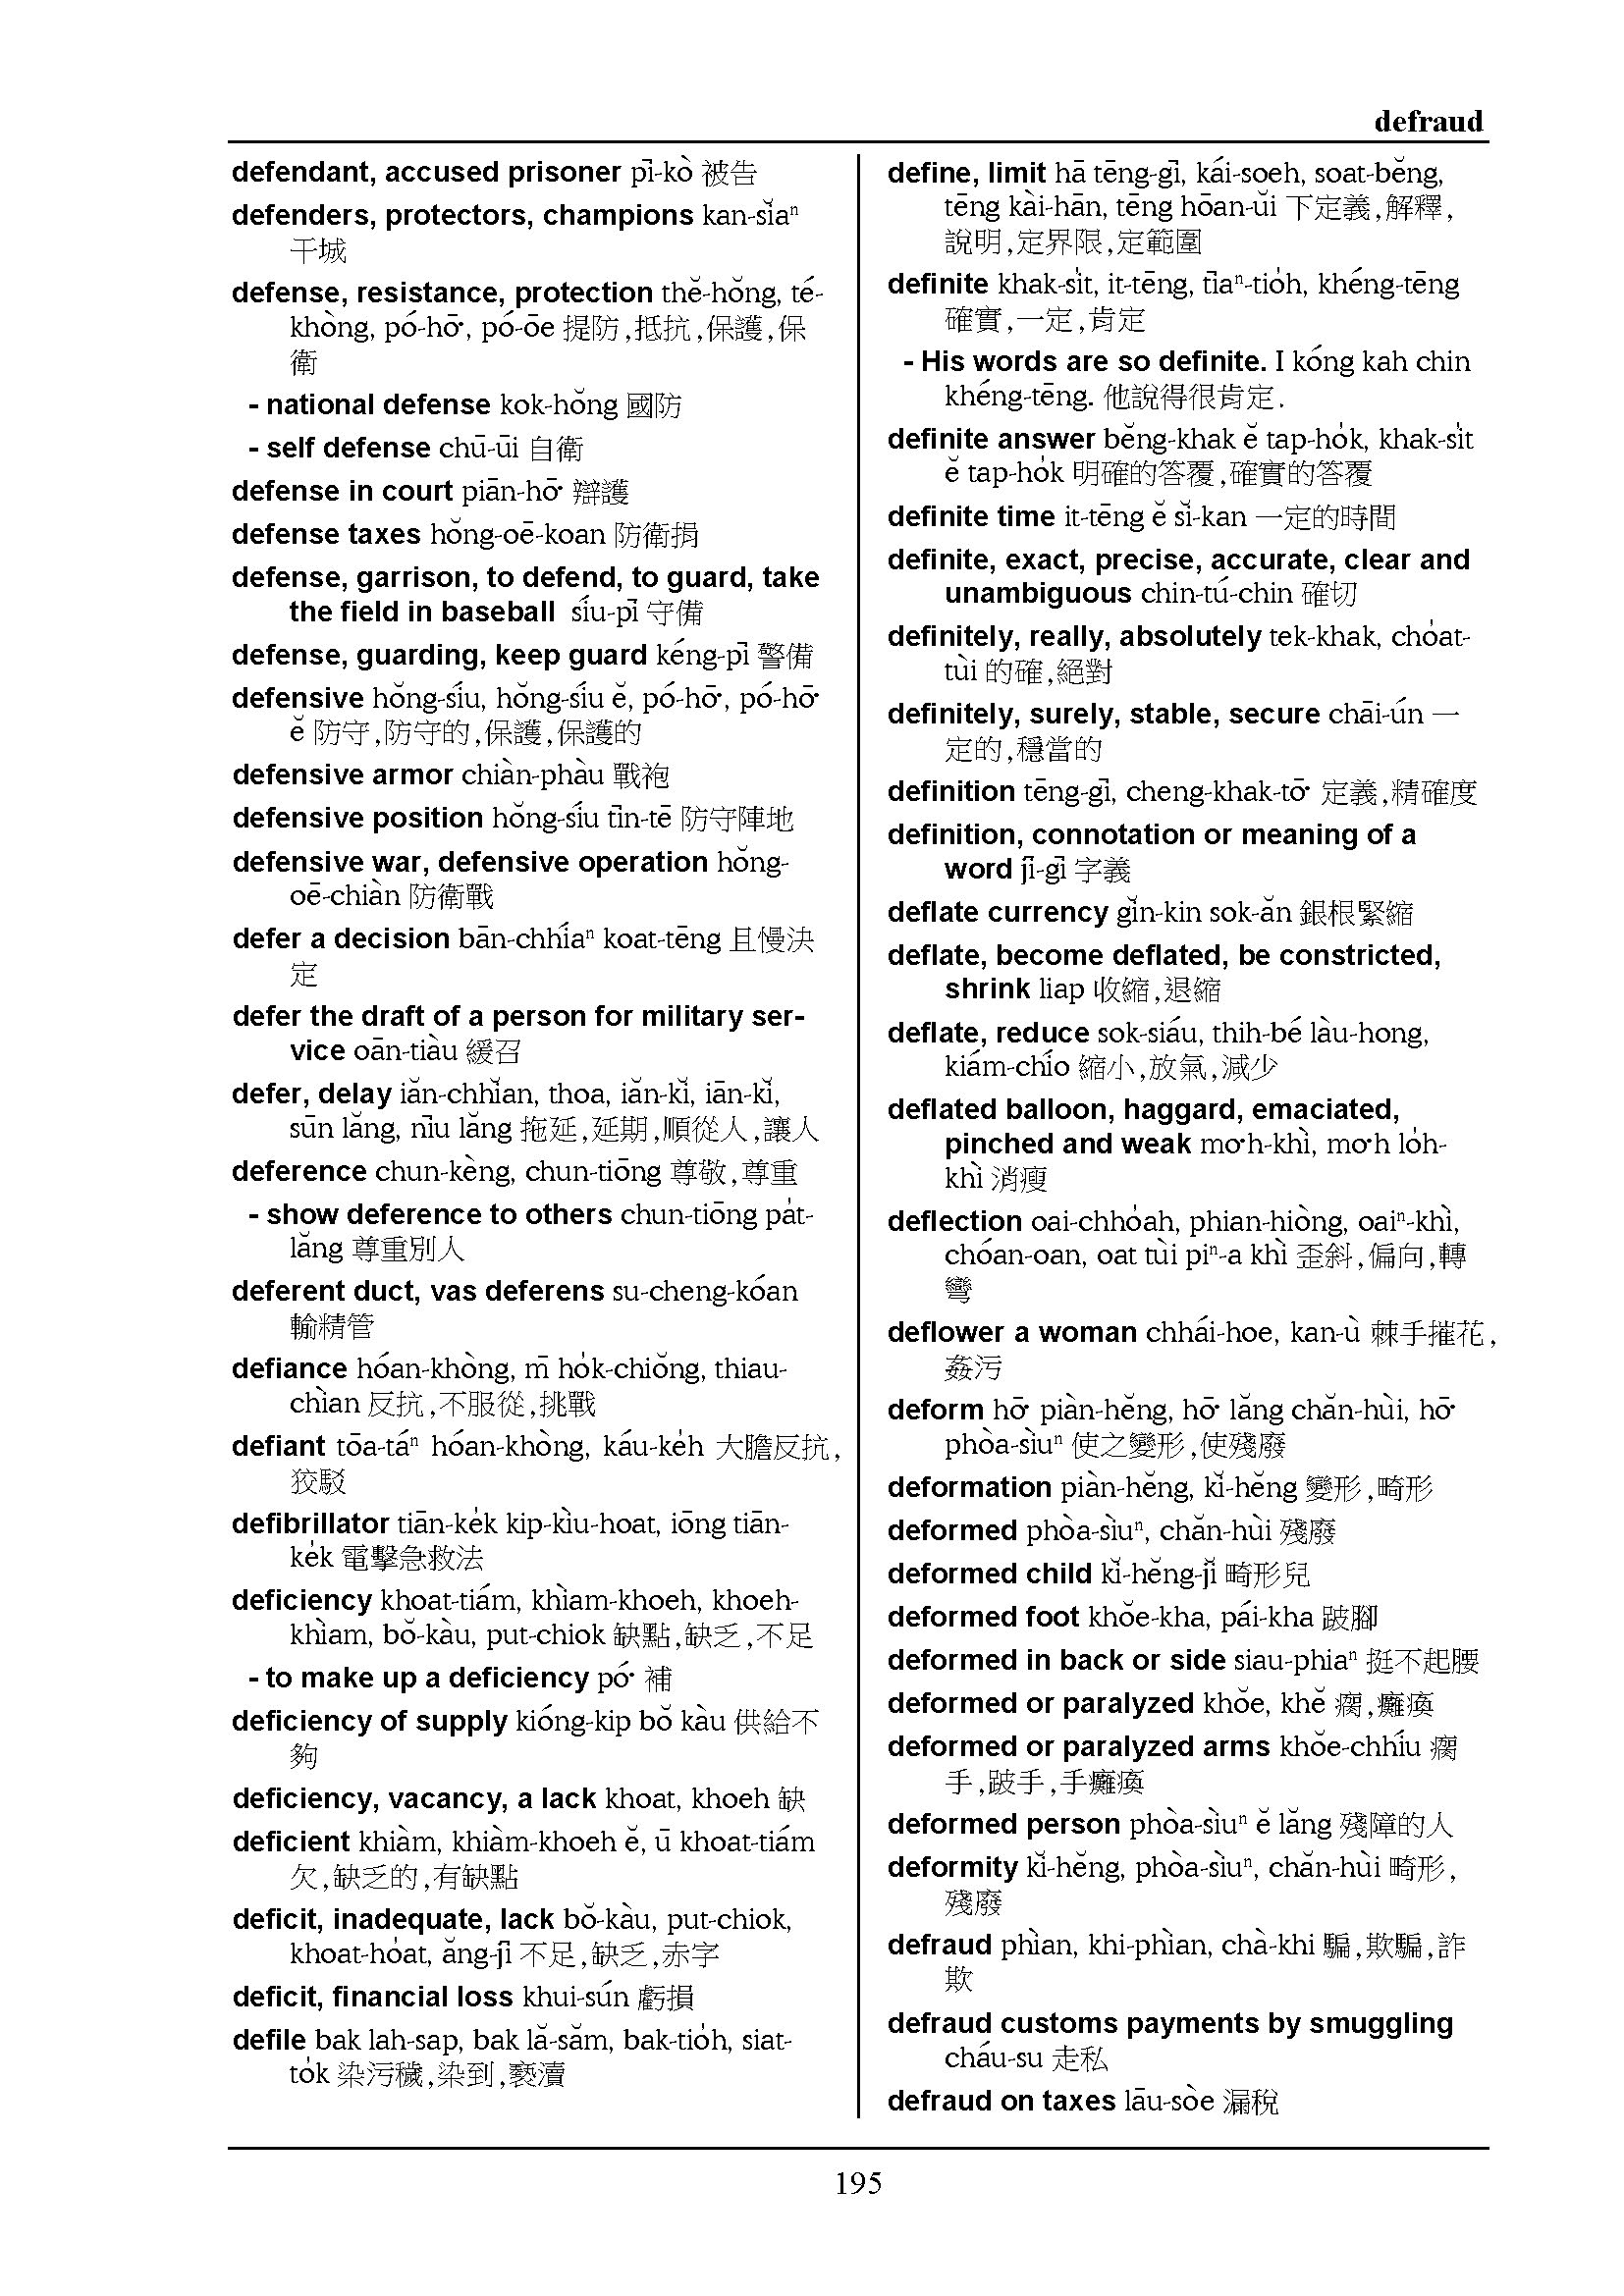 defraud
defendant, accused prisoner pī-kò 被告
defenders, protectors, champions kan-sĭaⁿ
干城
defense, resistance, protection thĕ-hŏng, té-
khòng, pó-hō͘, pó-ōe 提防,抵抗,保護,保
衛
- national defense kok-hŏng 國防
- self defense chū-ūi 自衛
defense in court piān-hō͘ 辯護
defense taxes hŏng-oē-koan 防衛捐
defense, garrison, to defend, to guard, take
the field in baseball síu-pī 守備
defense, guarding, keep guard kéng-pī 警備
defensive hŏng-síu, hŏng-síu ĕ, pó-hō͘, pó-hō͘
ĕ 防守,防守的,保護,保護的
defensive armor chiàn-phàu 戰袍
defensive position hŏng-síu tīn-tē 防守陣地
defensive war, defensive operation hŏng-
oē-chiàn 防衛戰
defer a decision bān-chhíaⁿ koat-tēng 且慢決
定
defer the draft of a person for military ser-
vice oān-tiàu 緩召
defer, delay iăn-chhĭan, thoa, iăn-kĭ, iān-kĭ,
sūn lăng, nīu lăng 拖延,延期,順從人,讓人
deference chun-kèng, chun-tiōng 尊敬,尊重
- show deference to others chun-tiōng pa̍t-
lăng 尊重別人
deferent duct, vas deferens su-cheng-kóan
輸精管
defiance hóan-khòng, m̄ ho̍k-chiŏng, thiau-
chìan 反抗,不服從,挑戰
defiant tōa-táⁿ hóan-khòng, káu-ke̍h 大膽反抗,
狡駁
defibrillator tiān-ke̍k kip-kìu-hoat, iōng tiān-
ke̍k 電擊急救法
deficiency khoat-tiám, khìam-khoeh, khoeh-
khìam, bŏ-kàu, put-chiok 缺點,缺乏,不足
- to make up a deficiency pó͘ 補
deficiency of supply kióng-kip bŏ kàu 供給不
夠
deficiency, vacancy, a lack khoat, khoeh 缺
deficient khiàm, khiàm-khoeh ĕ, ū khoat-tiám
欠,缺乏的,有缺點
deficit, inadequate, lack bŏ-kàu, put-chiok,
khoat-hoa̍t, ăng-jī 不足,缺乏,赤字
deficit, financial loss khui-sún 虧損
defile bak lah-sap, bak lă-săm, bak-tio̍h, siat-
to̍k 染污穢,染到,褻瀆
define, limit hā tēng-gī, kái-soeh, soat-bĕng,
tēng kài-hān, tēng hōan-ŭi 下定義,解釋,
說明,定界限,定範圍
definite khak-si̍t, it-tēng, tīaⁿ-tio̍h, khéng-tēng
確實,一定,肯定
- His words are so definite. I kóng kah chin
khéng-tēng. 他說得很肯定.
definite answer bĕng-khak ĕ tap-ho̍k, khak-si̍t
ĕ tap-ho̍k 明確的答覆,確實的答覆
definite time it-tēng ĕ sĭ-kan 一定的時間
definite, exact, precise, accurate, clear and
unambiguous chin-tú-chin 確切
definitely, really, absolutely tek-khak, choa̍t-
tùi 的確,絕對
definitely, surely, stable, secure chāi-ún 一
定的,穩當的
definition tēng-gī, cheng-khak-tō͘ 定義,精確度
definition, connotation or meaning of a
word jī-gī 字義
deflate currency gĭn-kin sok-ăn 銀根緊縮
deflate, become deflated, be constricted,
shrink liap 收縮,退縮
deflate, reduce sok-siáu, thih-bé làu-hong,
kiám-chío 縮小,放氣,減少
deflated balloon, haggard, emaciated,
pinched and weak mo͘h-khì, mo͘h lo̍h-
khì 消瘦
deflection oai-chhoa̍h, phian-hiòng, oaiⁿ-khì,
chóan-oan, oat tùi piⁿ-a khì 歪斜,偏向,轉
彎
deflower a woman chhái-hoe, kan-ù 棘手摧花,
姦污
deform hō͘ piàn-hĕng, hō͘ lăng chăn-hùi, hō͘
phòa-sìuⁿ 使之變形,使殘廢
deformation piàn-hĕng, kĭ-hĕng 變形,畸形
deformed phòa-sìuⁿ, chăn-hùi 殘廢
deformed child kĭ-hĕng-jĭ 畸形兒
deformed foot khŏe-kha, pái-kha 跛腳
deformed in back or side siau-phiaⁿ 挺不起腰
deformed or paralyzed khŏe, khĕ 瘸,癱瘓
deformed or paralyzed arms khŏe-chhíu 瘸
手,跛手,手癱瘓
deformed person phòa-sìuⁿ ĕ lăng 殘障的人
deformity kĭ-hĕng, phòa-sìuⁿ, chăn-hùi 畸形,
殘廢
defraud phìan, khi-phìan, chà-khi 騙,欺騙,詐
欺
defraud customs payments by smuggling
cháu-su 走私
defraud on taxes lāu-sòe 漏稅
195